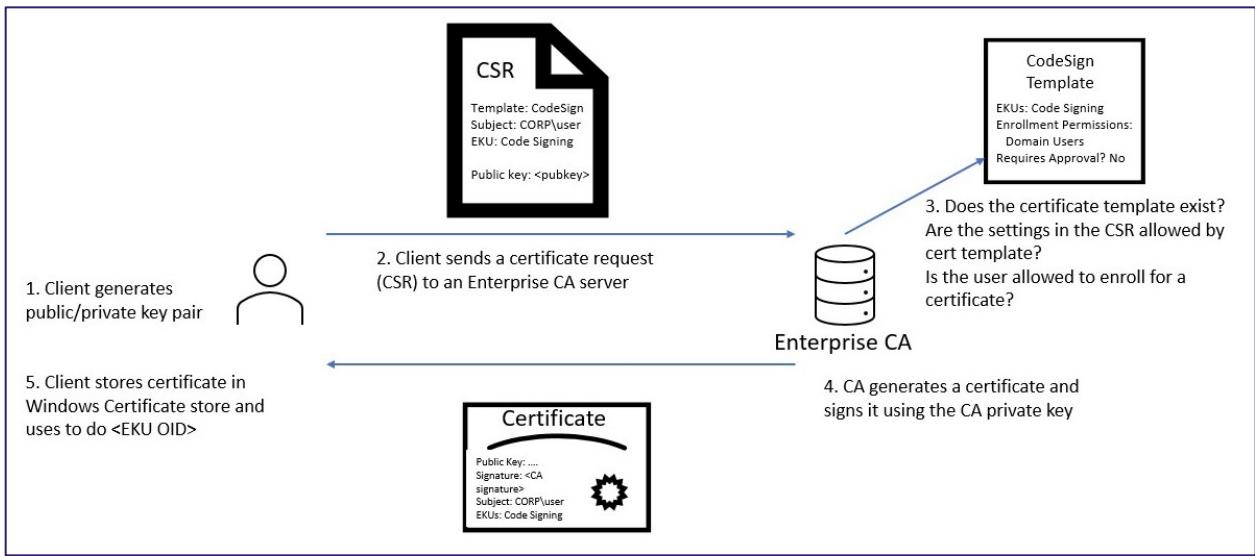 CSR
Template: CodeSign
Subject: CORP\user
EKU: Code Signing
Public key: <pubkey>
CodeSign
Template
EKUs: Code Signing
Enrollment Permissions:
Domain Users
Requires Approval? No
1. Client generates
public/private key pair
2. Client sends a certificate request
(CSR) to an Enterprise CA server
3. Does the certificate template exist?
Are the settings in the CSR allowed by
cert template?
Is the user allowed to enroll for a
certificate?
Enterprise CA
4. CA generates a certificate and
signs it using the CA private key
5. Client stores certificate in
Windows Certificate store and
uses to do <EKU OID>
Certificate
Public Key: ....
Signature: <CA
signature>
Subject: CORP\user
EKUs: Code Signing